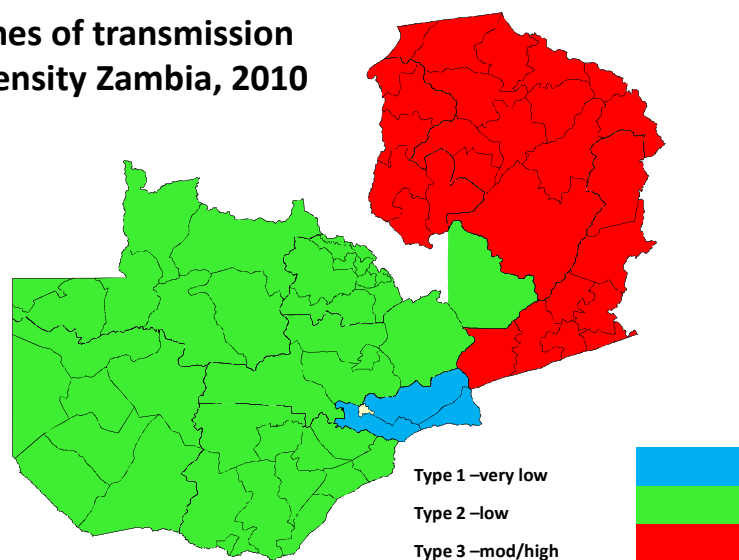 nes of transmission
ensity Zambia, 2010
Type 1 –very low
Type 2 –low
Type 3 –mod/high